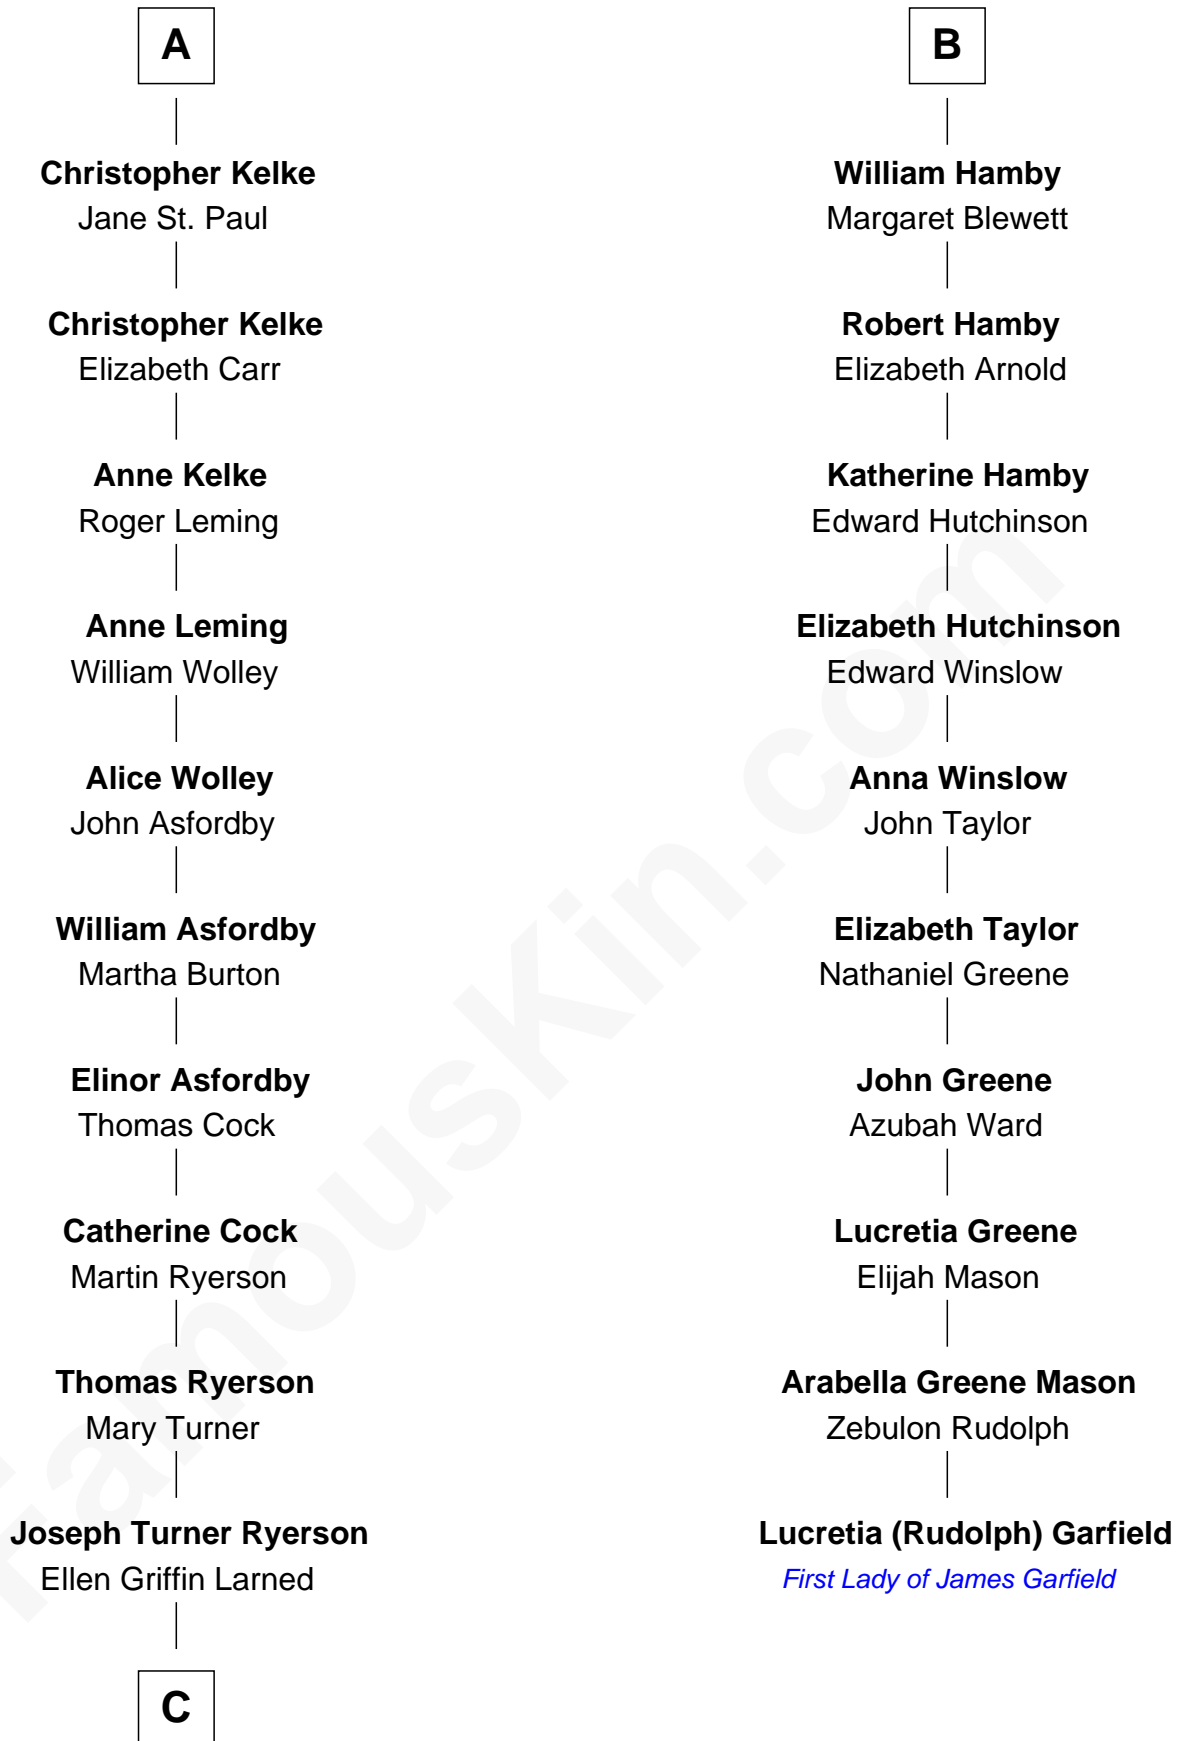 A
Christopher Kelke
Jane St. Paul
Christopher Kelke
Elizabeth Carr
Anne Kelke
Roger Leming
Anne Leming
William Wolley
Alice Wolley
John Asfordby
William Asfordby
Martha Burton
Elinor Asfordby
Thomas Cock
Catherine Cock
Martin Ryerson
Thomas Ryerson
Mary Turner
Joseph Turner Ryerson
Ellen Griffin Larned
C
B
William Hamby
Margaret Blewett
Robert Hamby
Elizabeth Arnold
Katherine Hamby
Edward Hutchinson
Elizabeth Hutchinson
Edward Winslow
Anna Winslow
John Taylor
Elizabeth Taylor
Nathaniel Greene
John Greene
Azubah Ward
Lucretia Greene
Elijah Mason
Arabella Greene Mason
Zebulon Rudolph
Lucretia (Rudolph) Garfield
First Lady of James Garfield
FamousKin.com